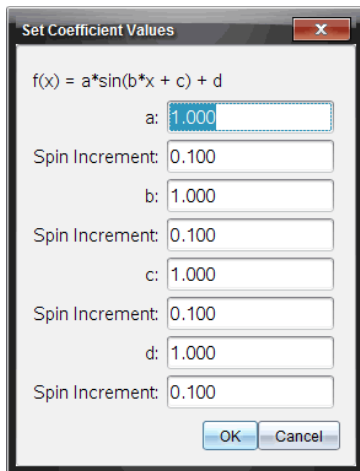 Set Coefficient Values
f(x) = a*sin(b*x + c) + d
a: 1.000
Spin Increment: 0.100
b: 1.000
Spin Increment: 0.100
c: 1.000
Spin Increment: 0.100
d: 1.000
Spin Increment: 0.100
OK Cancel